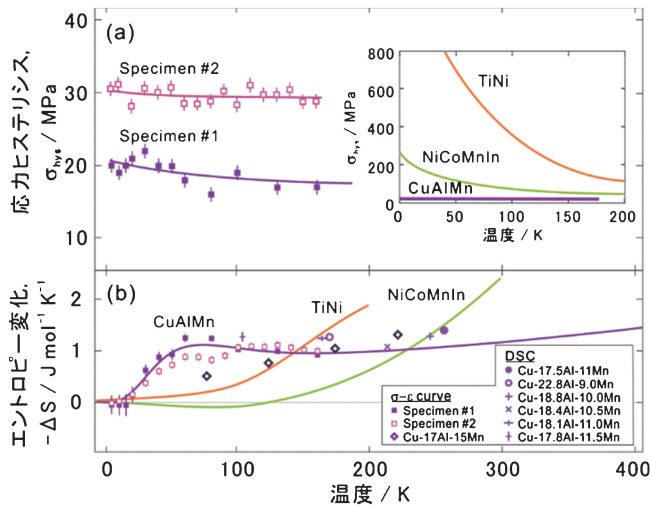 (a)
応力ヒステリシス,
σhys / MPa
40
30
20
10
Specimen #2
Specimen #1
σhys / MPa
800
600
400
200
0
TiNi
NiCoMnIn
CuAlMn
0 50 100 150 200
温度 / K
(b)
エントロピー変化,
-ΔS / J mol⁻¹ K⁻¹
2
1
0
CuAlMn
TiNi
NiCoMnIn
σ-ε curve
Specimen #1
Specimen #2
Cu-17Al-15Mn
DSC
Cu-17.5Al-11Mn
Cu-22.8Al-9.0Mn
Cu-18.8Al-10.0Mn
Cu-18.4Al-10.5Mn
Cu-18.1Al-11.0Mn
Cu-17.8Al-11.5Mn
0 100 200 300 400
温度 / K